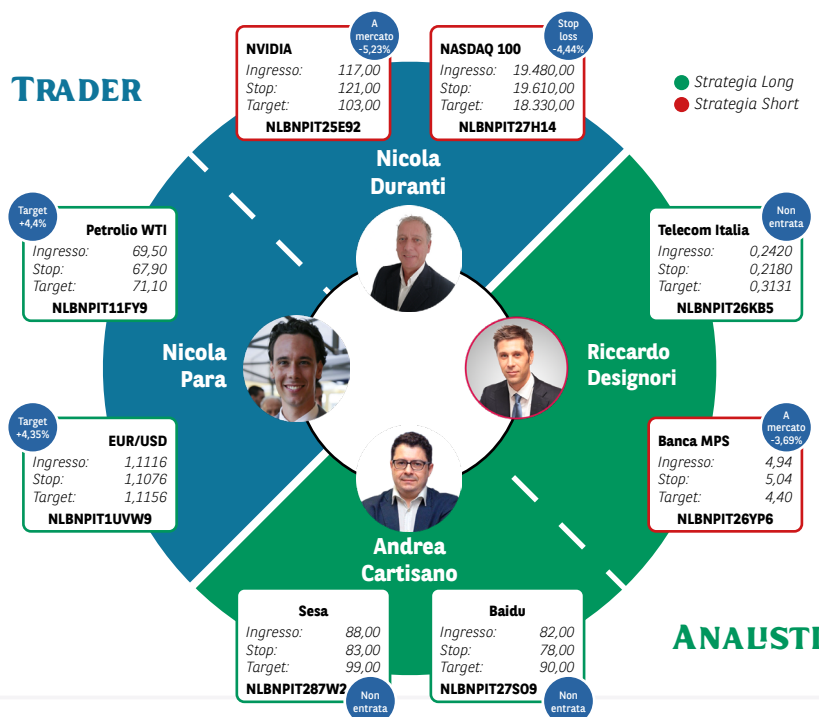 TRADER
A
mercato
-5,23%
NVIDIA
Ingresso: 117,00
Stop: 121,00
Target: 103,00
NLBNPIT25E92
Stop
loss
-4,44%
NASDAQ 100
Ingresso: 19.480,00
Stop: 19.610,00
Target: 18.330,00
NLBNPIT27H14
Strategia Long
Strategia Short
Nicola
Duranti
Target
+4,4%
Petrolio WTI
Ingresso: 69,50
Stop: 67,90
Target: 71,10
NLBNPIT11FY9
Non
entrata
Telecom Italia
Ingresso: 0,2420
Stop: 0,2180
Target: 0,3131
NLBNPIT26KB5
Nicola
Para
Riccardo
Designori
Target
+4,35%
EUR/USD
Ingresso: 1,1116
Stop: 1,1076
Target: 1,1156
NLBNPIT1UVW9
A
mercato
-3,69%
Banca MPS
Ingresso: 4,94
Stop: 5,04
Target: 4,40
NLBNPIT26YP6
Andrea
Cartisano
Sesa
Ingresso: 88,00
Stop: 83,00
Target: 99,00
NLBNPIT287W2
Non
entrata
Baidu
Ingresso: 82,00
Stop: 78,00
Target: 90,00
NLBNPIT27SO9
Non
entrata
ANALISTI